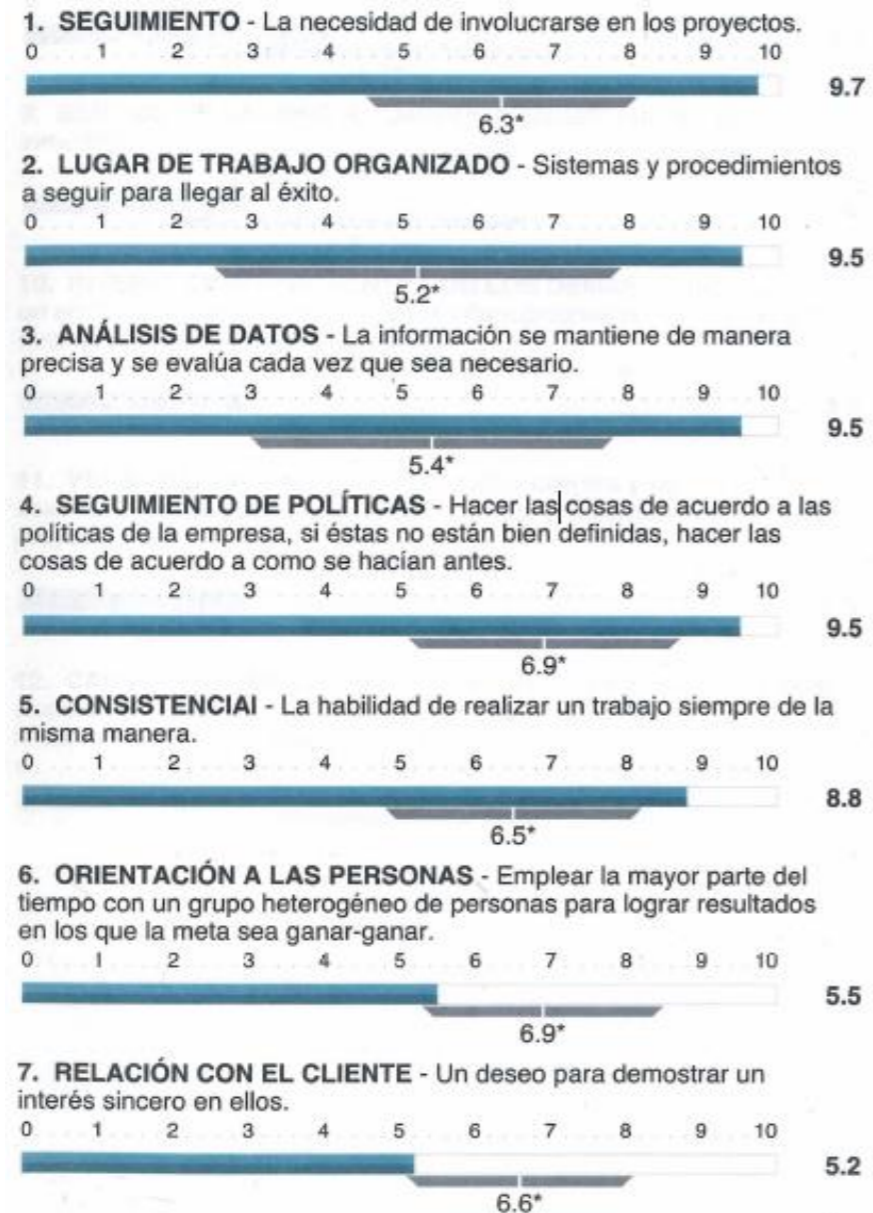 1. SEGUIMIENTO - La necesidad de involucrarse en los proyectos.
0 1 2 3 4 5 6 7 8 9 10
9.7
6.3*
2. LUGAR DE TRABAJO ORGANIZADO - Sistemas y procedimientos
a seguir para llegar al éxito.
0 1 2 3 4 5 6 7 8 9 10
9.5
5.2*
3. ANÁLISIS DE DATOS - La información se mantiene de manera
precisa y se evalúa cada vez que sea necesario.
0 1 2 3 4 5 6 7 8 9 10
9.5
5.4*
4. SEGUIMIENTO DE POLÍTICAS - Hacer las cosas de acuerdo a las
políticas de la empresa, si éstas no están bien definidas, hacer las
cosas de acuerdo a como se hacían antes.
0 1 2 3 4 5 6 7 8 9 10
9.5
6.9*
5. CONSISTENCIAI - La habilidad de realizar un trabajo siempre de la
misma manera.
0 1 2 3 4 5 6 7 8 9 10
8.8
6.5*
6. ORIENTACIÓN A LAS PERSONAS - Emplear la mayor parte del
tiempo con un grupo heterogéneo de personas para lograr resultados
en los que la meta sea ganar-ganar.
0 1 2 3 4 5 6 7 8 9 10
5.5
6.9*
7. RELACIÓN CON EL CLIENTE - Un deseo para demostrar un
interés sincero en ellos.
0 1 2 3 4 5 6 7 8 9 10
5.2
6.6*